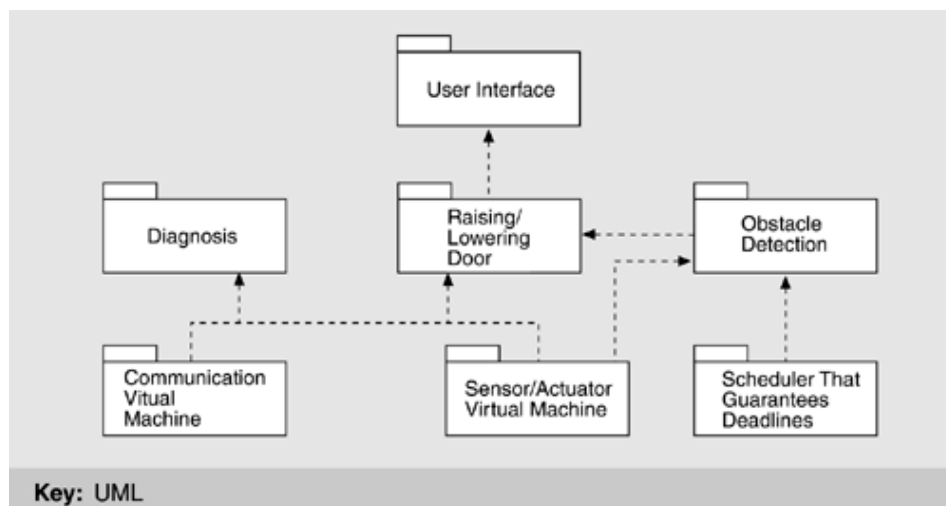 User Interface
Diagnosis
Raising/
Lowering
Door
Obstacle
Detection
Communication
Vitual
Machine
Sensor/Actuator
Virtual Machine
Scheduler That
Guarantees
Deadlines
Key: UML